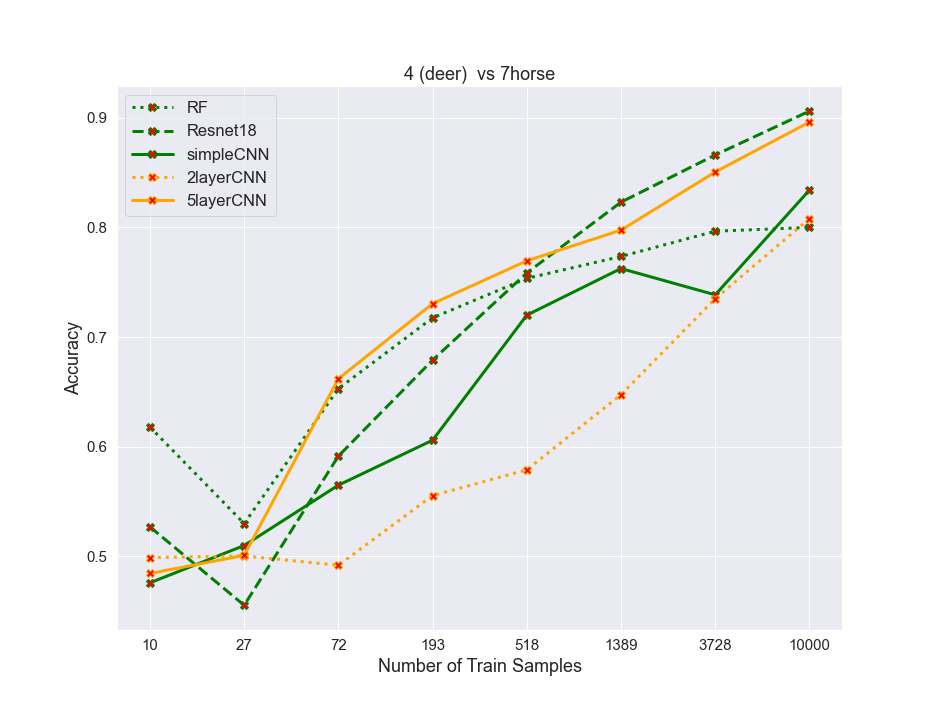 4 (deer)  vs 7horse
RF
Resnet18
simpleCNN
2layerCNN
5layerCNN
0.9
0.8
0.7
0.6
0.5
Accuracy
10 27 72 193 518 1389 3728 10000
Number of Train Samples